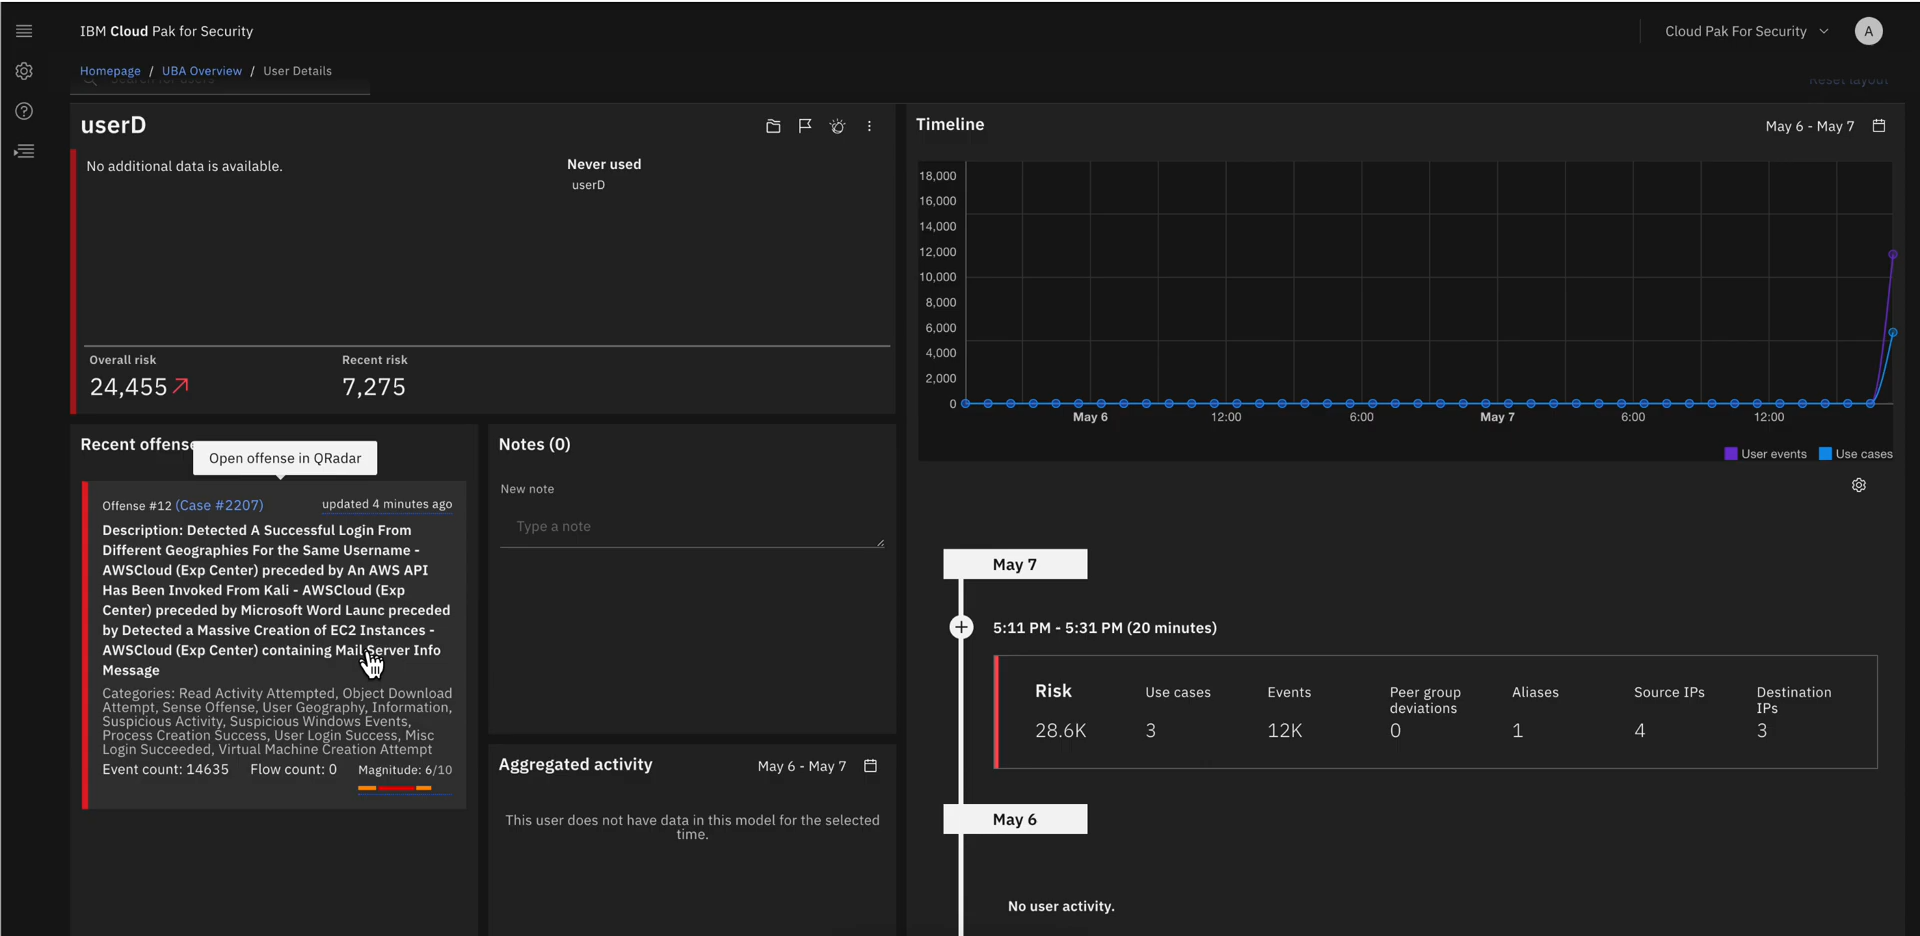 IBM Cloud Pak for Security
Cloud Pak For Security
A
Homepage / UBA Overview / User Details
Search for users
Reset layout
userD
No additional data is available.
Never used
userD
Overall risk
24,455
Recent risk
7,275
Recent offense
Open offense in QRadar
Offense #12 (Case #2207)
updated 4 minutes ago
Description: Detected A Successful Login From
Different Geographies For the Same Username -
AWSCloud (Exp Center) preceded by An AWS API
Has Been Invoked From Kali - AWSCloud (Exp
Center) preceded by Microsoft Word Launc preceded
by Detected a Massive Creation of EC2 Instances -
AWSCloud (Exp Center) containing Mail Server Info
Message
Categories: Read Activity Attempted, Object Download
Attempt, Sense Offense, User Geography, Information,
Suspicious Activity, Suspicious Windows Events,
Process Creation Success, User Login Success, Misc
Login Succeeded, Virtual Machine Creation Attempt
Event count: 14635
Flow count: 0
Magnitude: 6/10
Notes (0)
New note
Type a note
Aggregated activity
May 6 - May 7
This user does not have data in this model for the selected
time.
Timeline
May 6 - May 7
18,000
16,000
14,000
12,000
10,000
8,000
6,000
4,000
2,000
0
May 6
12:00
6:00
May 7
6:00
12:00
User events
Use cases
May 7
5:11 PM - 5:31 PM (20 minutes)
Risk
28.6K
Use cases
3
Events
12K
Peer group
deviations
0
Aliases
1
Source IPs
4
Destination
IPs
3
May 6
No user activity.